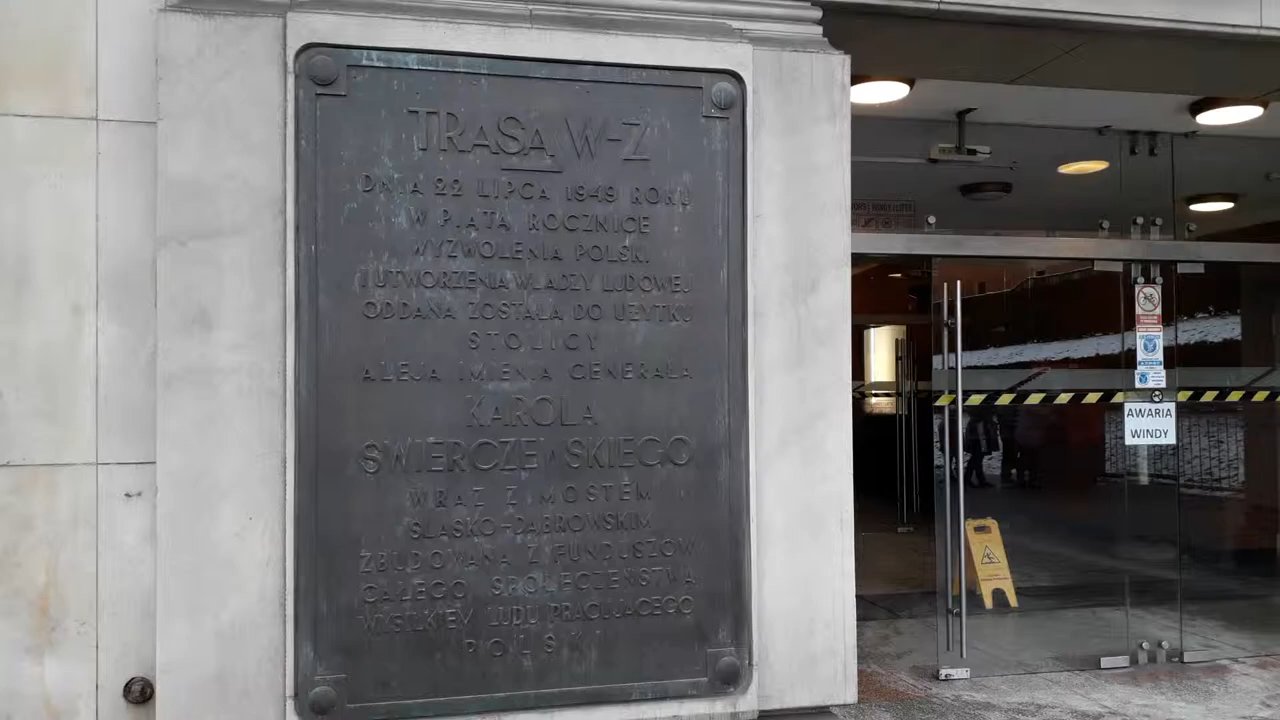 TRASA W-Z
DNIA 22 LIPCA 1949 ROKU
W PIĄTĄ ROCZNICĘ
WYZWOLENIA POLSKI
I UTWORZENIA WŁADZY LUDOWEJ
ODDANA ZOSTAŁA DO UŻYTKU
STOLICY
ALEJA IMIENIA GENERAŁA
KAROLA
ŚWIERCZEWSKIEGO
WRAZ Z MOSTEM
ŚLĄSKO-DĄBROWSKIM
ZBUDOWANA Z FUNDUSZÓW
CAŁEGO SPOŁECZEŃSTWA
WYSIŁKIEM LUDU PRACUJĄCEGO
POLSKI
AWARIA
WINDY